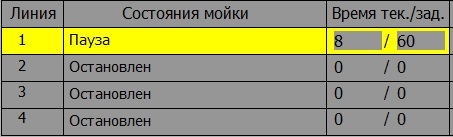 Линия Состояния мойки Время тек./зад.
1 Пауза 8 / 60
2 Остановлен 0 / 0
3 Остановлен 0 / 0
4 Остановлен 0 / 0